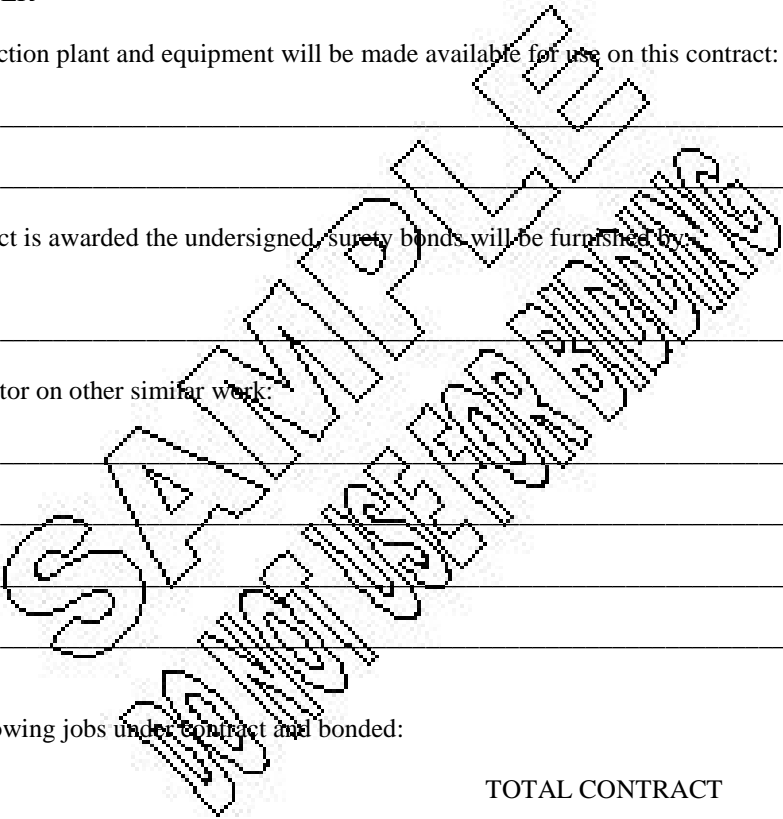 ction plant and equipment will be made available for use on this contract:
ct is awarded the undersigned, surety bonds will be furnished by:
tor on other similar work:
owing jobs under contract and bonded:
TOTAL CONTRACT
SAMPLE
DO NOT USE FOR BIDDING